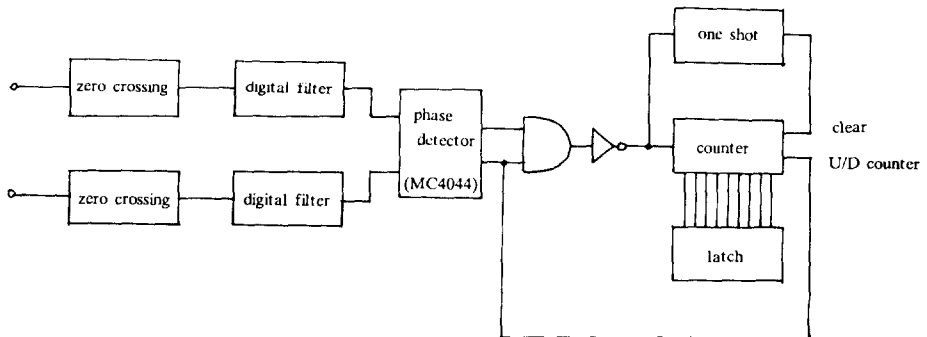 one shot
zero crossing
digital filter
phase
detector
(MC4044)
counter
clear
U/D counter
zero crossing
digital filter
latch